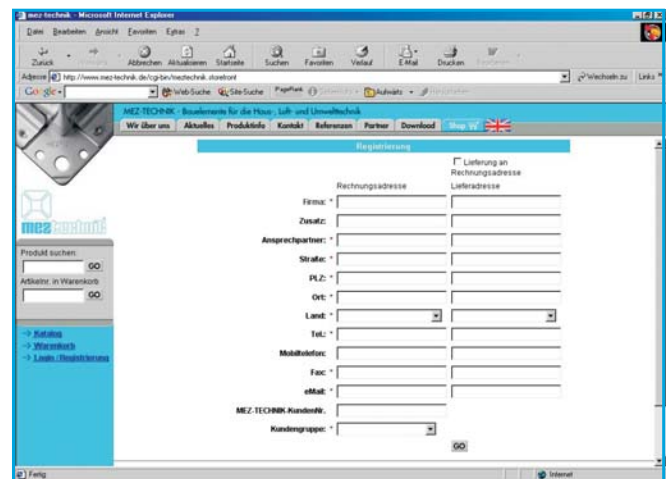 mez-technik - Microsoft Internet Explorer
Datei Bearbeiten Ansicht Favoriten Extras ?
Zurück Abbrechen Aktualisieren Startseite Suchen Favoriten Verlauf E-Mail Drucken
Adresse http://www.mez-technik.de/cgi-bin/meztechnik.storefront Wechseln zu Links »
Google Web-Suche Site-Suche PageRank Aufwärts
MEZ-TECHNIK - Bauelemente für die Haus-, Luft- und Umwelttechnik
Wir über uns Aktuelles Produktinfo Kontakt Referenzen Partner Download Shop
Registrierung
Lieferung an
Rechnungsadresse
Rechnungsadresse Lieferadresse
Firma: *
Zusatz:
Ansprechpartner: *
Straße: *
PLZ: *
Ort: *
Land: *
Tel.: *
Mobiltelefon:
Fax: *
eMail: *
MEZ-TECHNIK-KundenNr.
Kundengruppe: *
GO
mez technik
Produkt suchen:
GO
Artikelnr. in Warenkorb
GO
-> Katalog
-> Warenkorb
-> Login / Registrierung
Fertig Internet